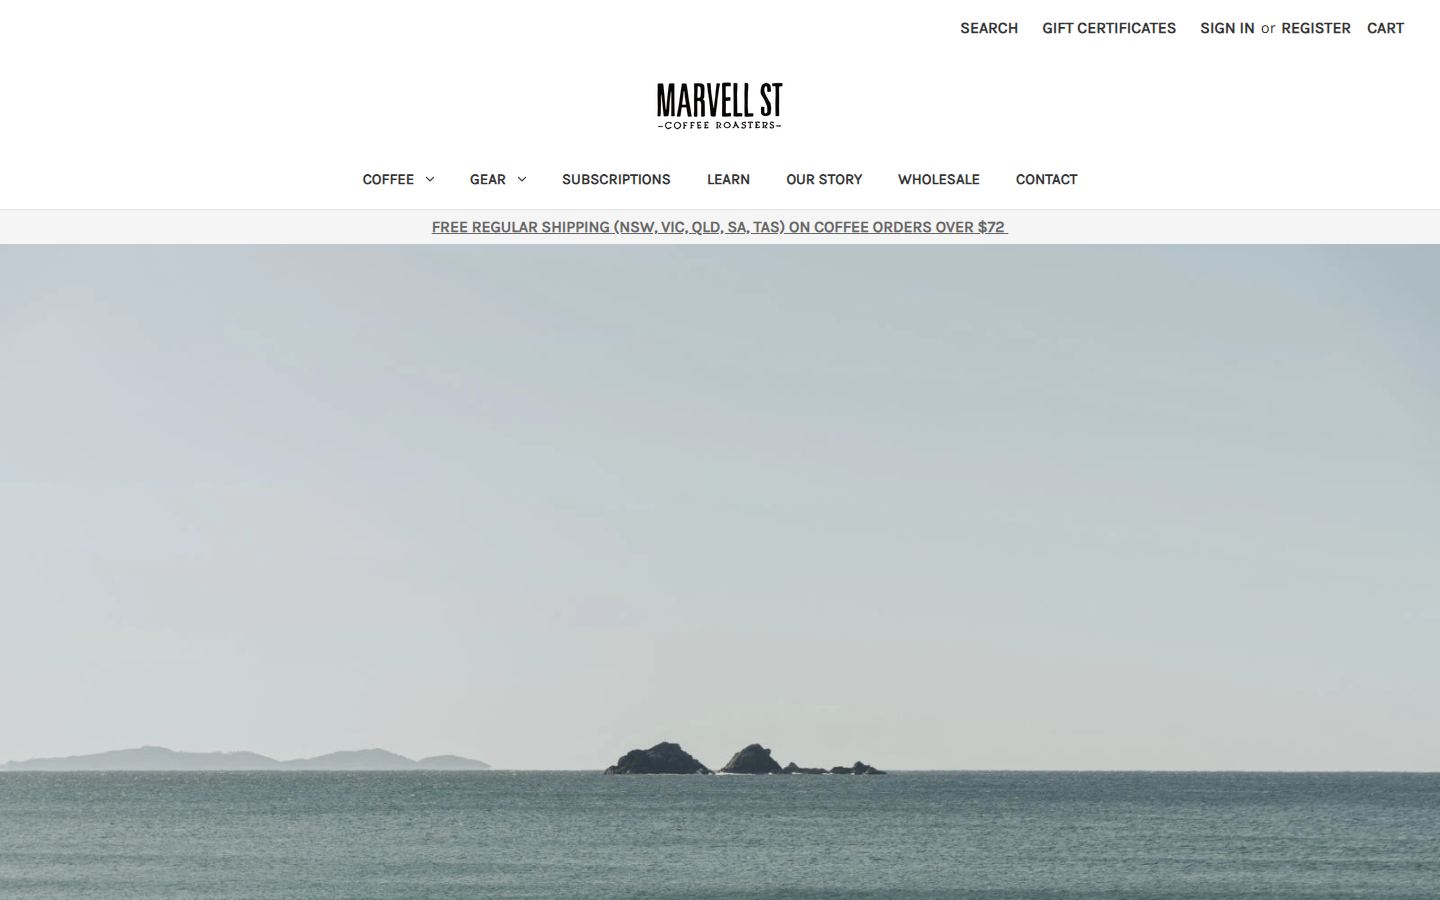 SEARCH GIFT CERTIFICATES SIGN IN or REGISTER CART
MARVELL ST
-COFFEE ROASTERS-
COFFEE GEAR SUBSCRIPTIONS LEARN OUR STORY WHOLESALE CONTACT
FREE REGULAR SHIPPING (NSW, VIC, QLD, SA, TAS) ON COFFEE ORDERS OVER $72